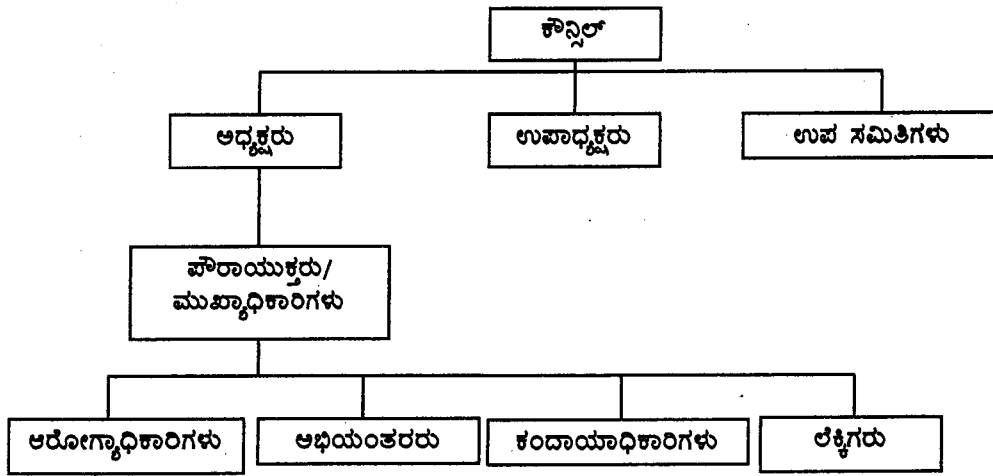 ಕೌನ್ಸಿಲ್
ಅಧ್ಯಕ್ಷರು
ಉಪಾಧ್ಯಕ್ಷರು
ಉಪ ಸಮಿತಿಗಳು
ಪೌರಾಯುಕ್ತರು/
ಮುಖ್ಯಾಧಿಕಾರಿಗಳು
ಆರೋಗ್ಯಾಧಿಕಾರಿಗಳು
ಅಭಿಯಂತರರು
ಕಂದಾಯಾಧಿಕಾರಿಗಳು
ಲೆಕ್ಕಿಗರು